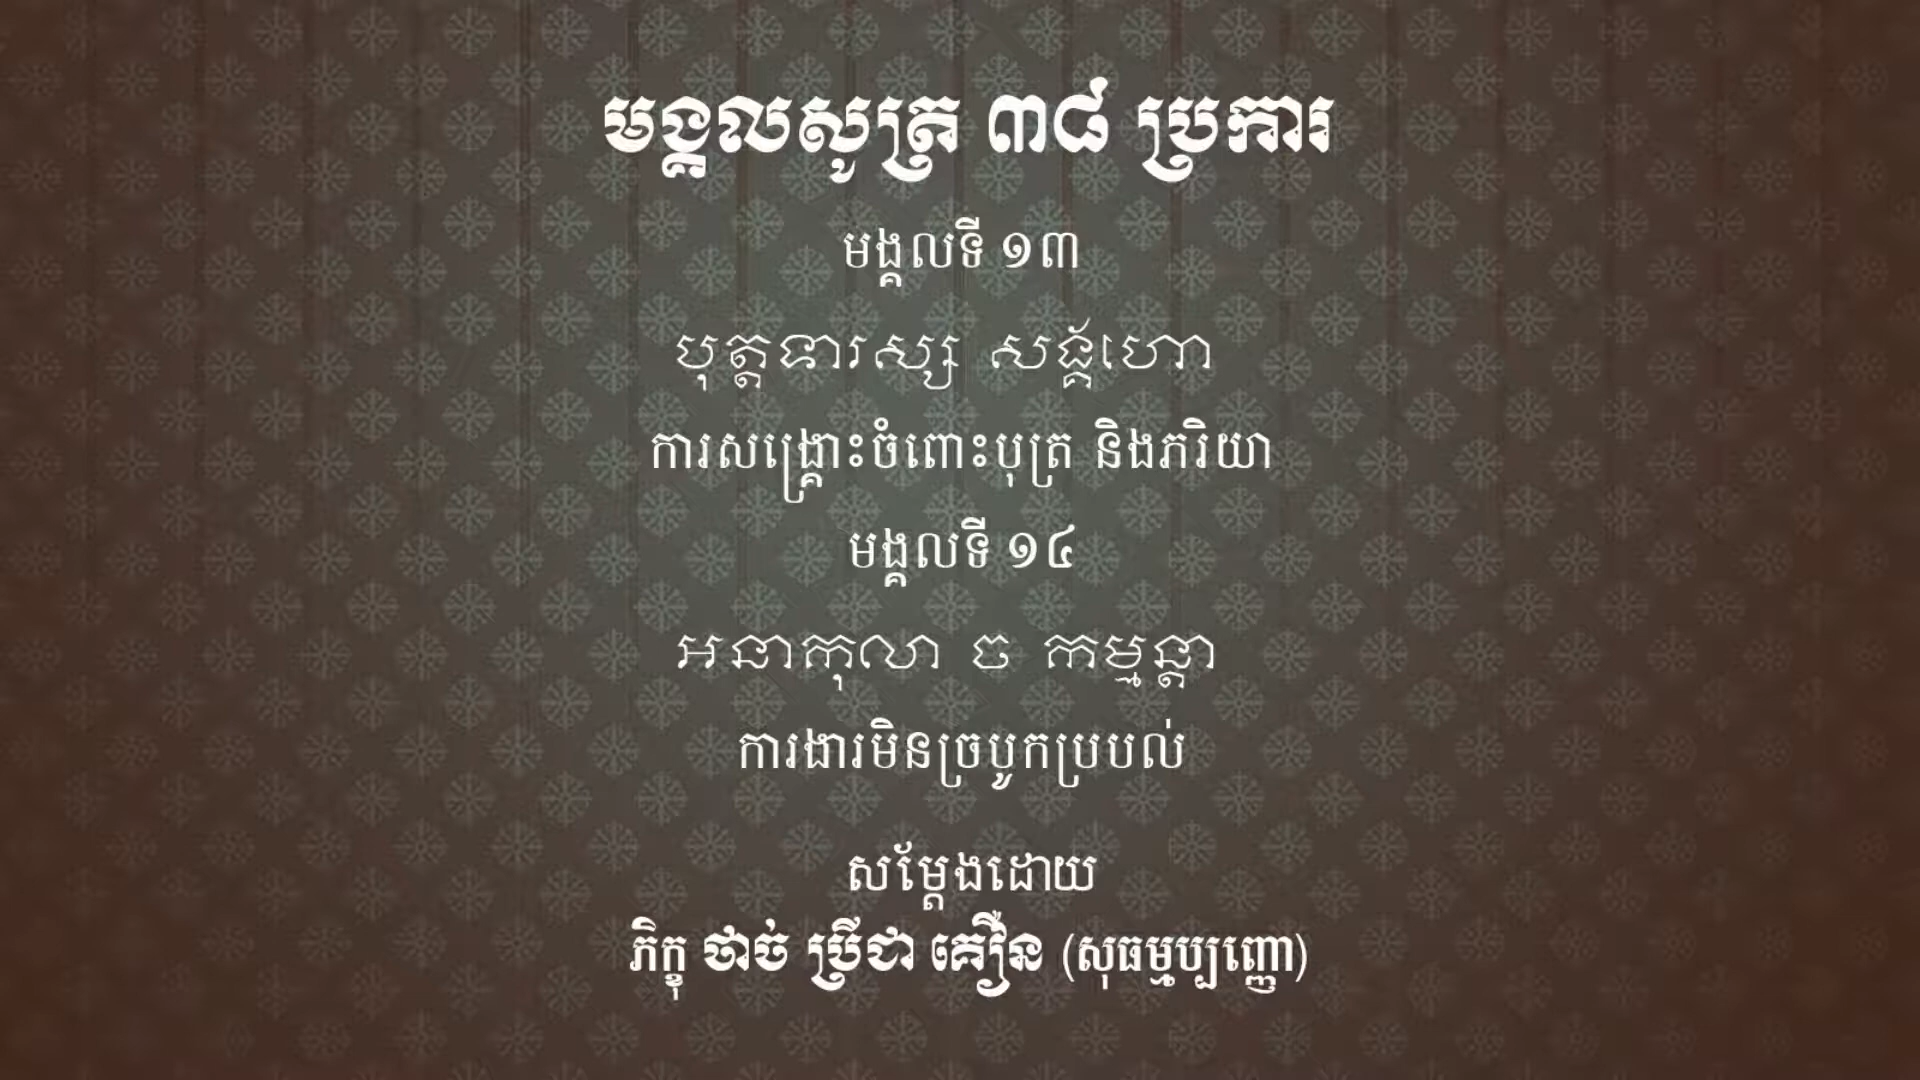 មង្គលសូត្រ ៣៨ ប្រការ
មង្គលទី ១៣
បុត្តទារស្ស សង្គ័ហោ
ការសង្គ្រោះចំពោះបុត្រ និងភរិយា
មង្គលទី ១៤
អនាកុលា ច កម្មន្តា
ការងារមិនច្របូកប្របល់
សម្ដែងដោយ
ភិក្ខុ ថាច់ ប្រីជា គឿន (សុធម្មប្បញ្ញោ)